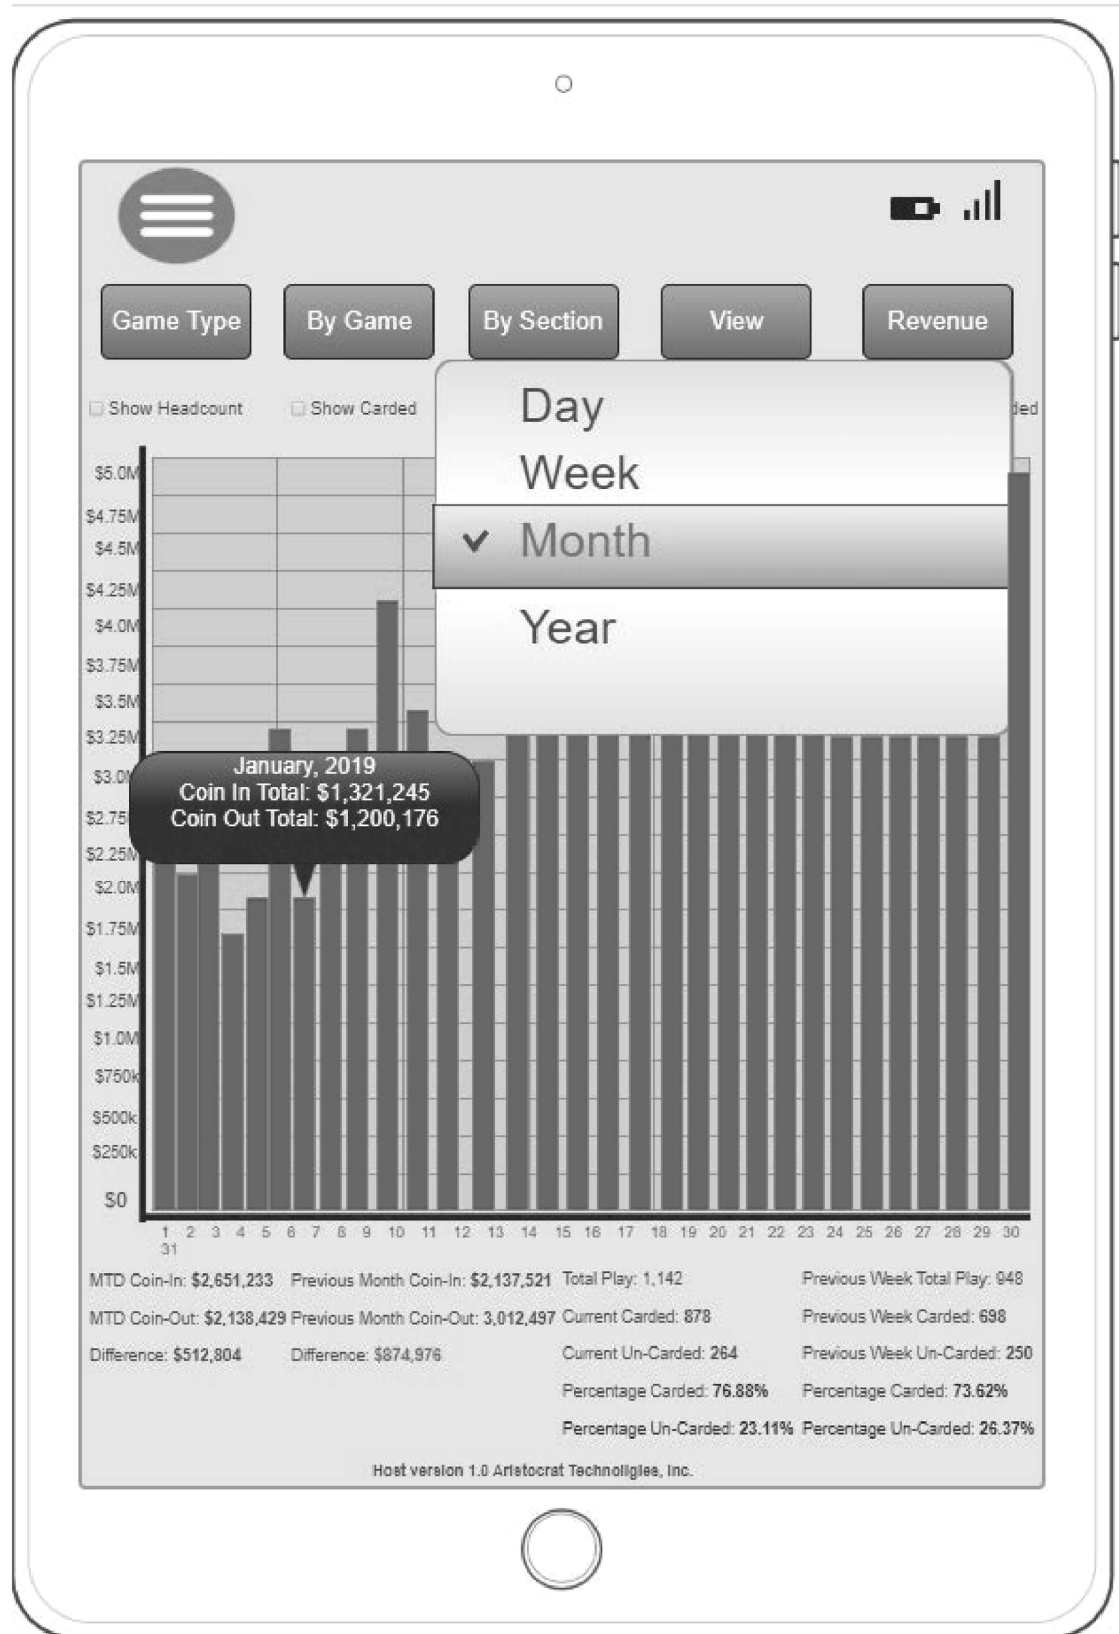 Game Type By Game By Section View Revenue
Day
Show Headcount Show Carded ded
Week
Month
Year
$5.0M
$4.75M
$4.5M
$4.25M
$4.0M
$3.75M
$3.5M
$3.25M
$3.0M
$2.75
$2.25M
$2.0M
$1.75M
$1.5M
$1.25M
$1.0M
$750k
$500k
$250k
$0
January, 2019
Coin In Total: $1,321,245
Coin Out Total: $1,200,176
1 2 3 4 5 6 7 8 9 10 11 12 13 14 15 16 17 18 19 20 21 22 23 24 25 26 27 28 29 30
31
MTD Coin-In: $2,651,233 Previous Month Coin-In: $2,137,521 Total Play: 1,142 Previous Week Total Play: 948
MTD Coin-Out: $2,138,429 Previous Month Coin-Out: 3,012,497 Current Carded: 878 Previous Week Carded: 698
Difference: $512,804 Difference: $874,976 Current Un-Carded: 264 Previous Week Un-Carded: 250
Percentage Carded: 76.88% Percentage Carded: 73.62%
Percentage Un-Carded: 23.11% Percentage Un-Carded: 26.37%
Host version 1.0 Aristocrat Technoligies, Inc.